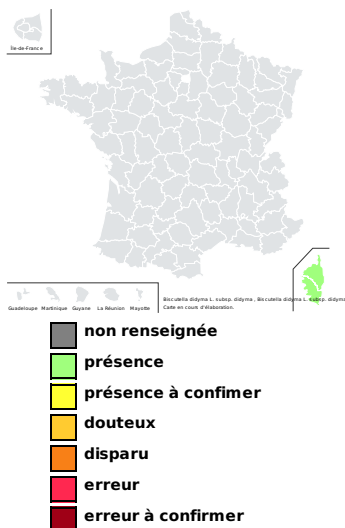 Île-de-France
Guadeloupe Martinique Guyane La Réunion Mayotte
Biscutella didyma L. subsp. didyma , Biscutella didyma L. subsp. didyma
Carte en cours d'élaboration.
non renseignée
présence
présence à confimer
douteux
disparu
erreur
erreur à confirmer